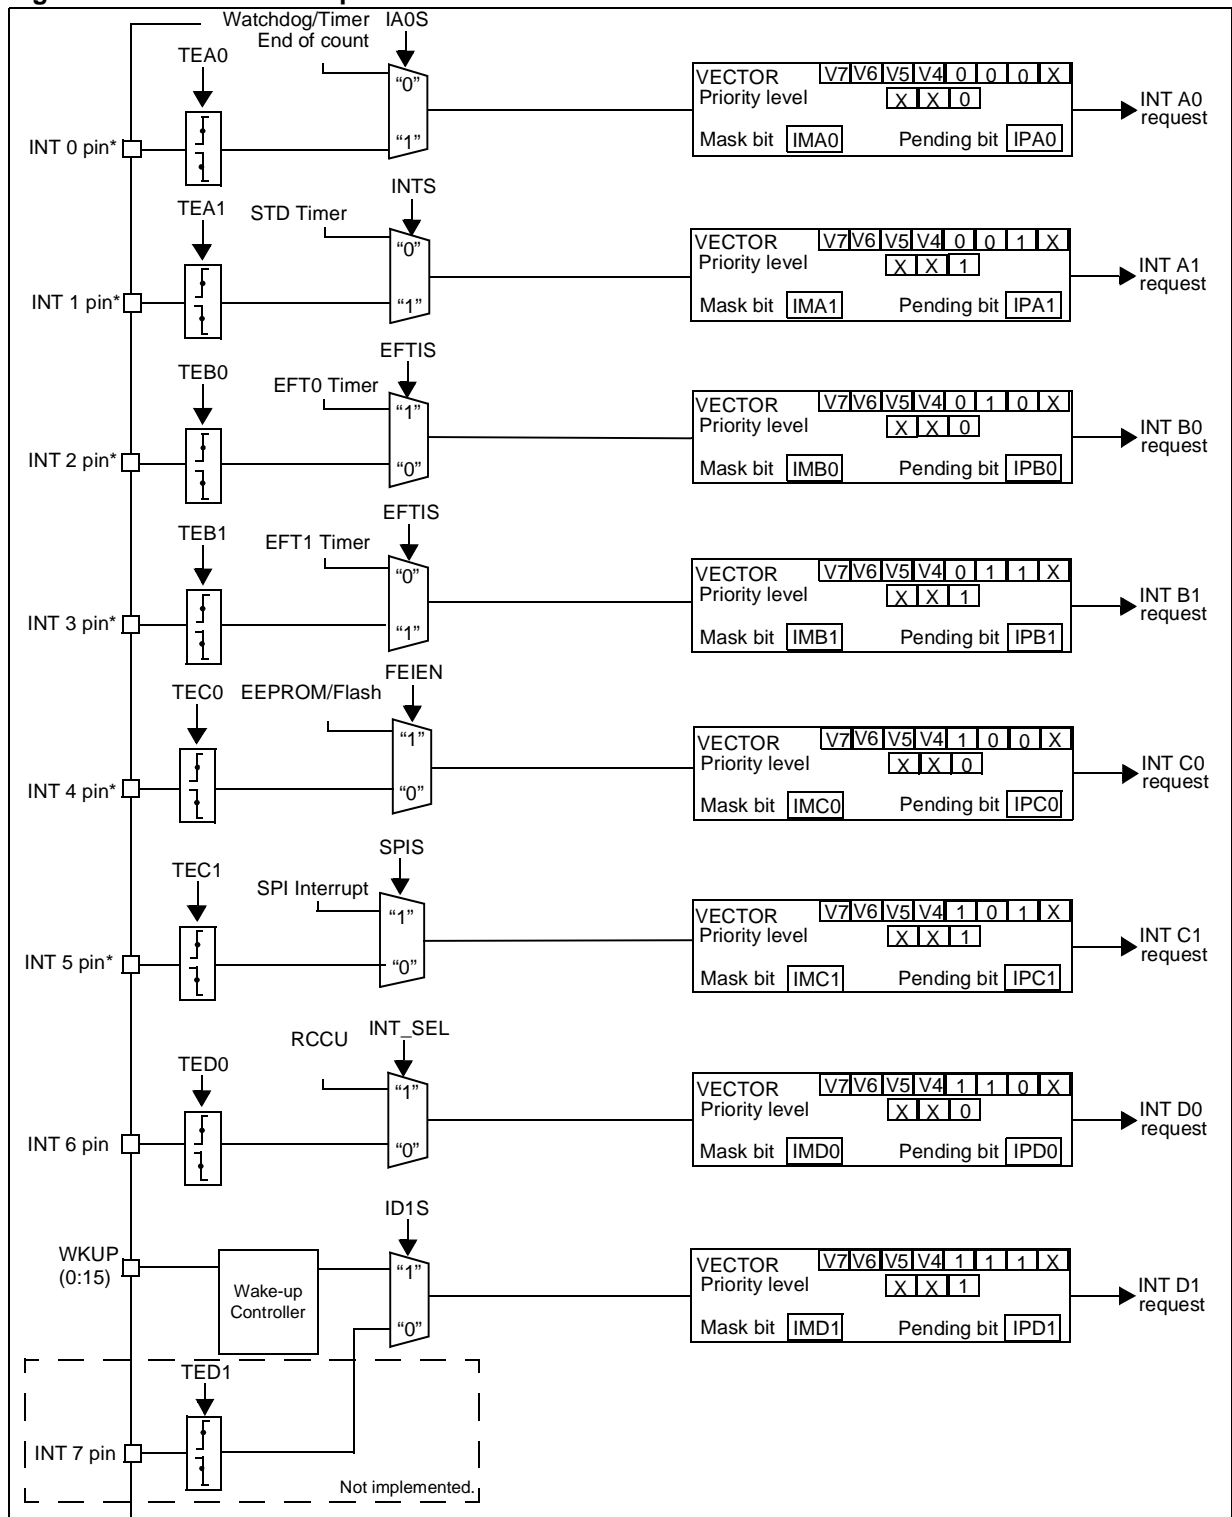 Watchdog/Timer
End of count
IA0S
TEA0
"0"
"1"
INT 0 pin*
VECTOR V7 V6 V5 V4 0 0 0 X
Priority level X X 0
Mask bit IMA0 Pending bit IPA0
INT A0
request
INTS
TEA1
STD Timer
"0"
"1"
INT 1 pin*
VECTOR V7 V6 V5 V4 0 0 1 X
Priority level X X 1
Mask bit IMA1 Pending bit IPA1
INT A1
request
EFTIS
TEB0
EFT0 Timer
"1"
"0"
INT 2 pin*
VECTOR V7 V6 V5 V4 0 1 0 X
Priority level X X 0
Mask bit IMB0 Pending bit IPB0
INT B0
request
EFTIS
TEB1
EFT1 Timer
"0"
"1"
INT 3 pin*
VECTOR V7 V6 V5 V4 0 1 1 X
Priority level X X 1
Mask bit IMB1 Pending bit IPB1
INT B1
request
FEIEN
TEC0
EEPROM/Flash
"1"
"0"
INT 4 pin*
VECTOR V7 V6 V5 V4 1 0 0 X
Priority level X X 0
Mask bit IMC0 Pending bit IPC0
INT C0
request
SPIS
TEC1
SPI Interrupt
"1"
"0"
INT 5 pin*
VECTOR V7 V6 V5 V4 1 0 1 X
Priority level X X 1
Mask bit IMC1 Pending bit IPC1
INT C1
request
INT_SEL
RCCU
TED0
"1"
"0"
INT 6 pin
VECTOR V7 V6 V5 V4 1 1 0 X
Priority level X X 0
Mask bit IMD0 Pending bit IPD0
INT D0
request
ID1S
WKUP
(0:15)
Wake-up
Controller
"1"
"0"
VECTOR V7 V6 V5 V4 1 1 1 X
Priority level X X 1
Mask bit IMD1 Pending bit IPD1
INT D1
request
TED1
INT 7 pin
Not implemented.